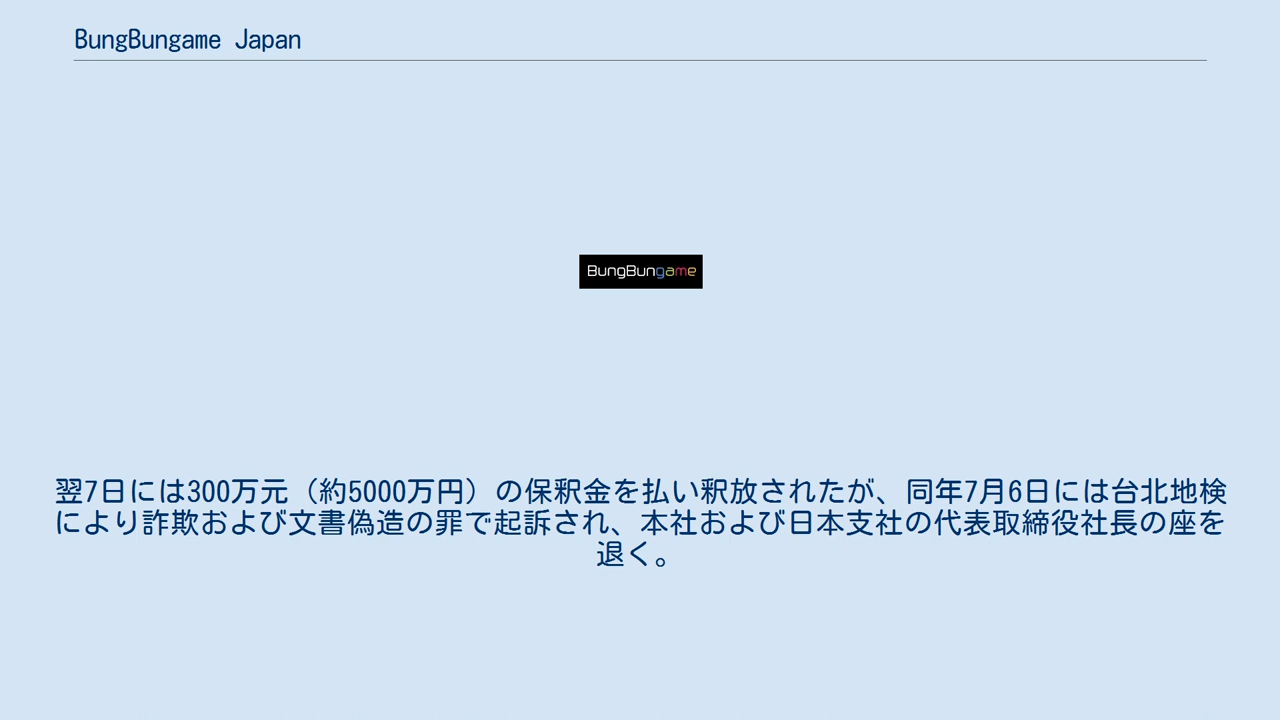 BungBungame Japan
BungBungame
翌7日には300万元（約5000万円）の保釈金を払い釈放されたが、同年7月6日には台北地検
により詐欺および文書偽造の罪で起訴され、本社および日本支社の代表取締役社長の座を
退く。